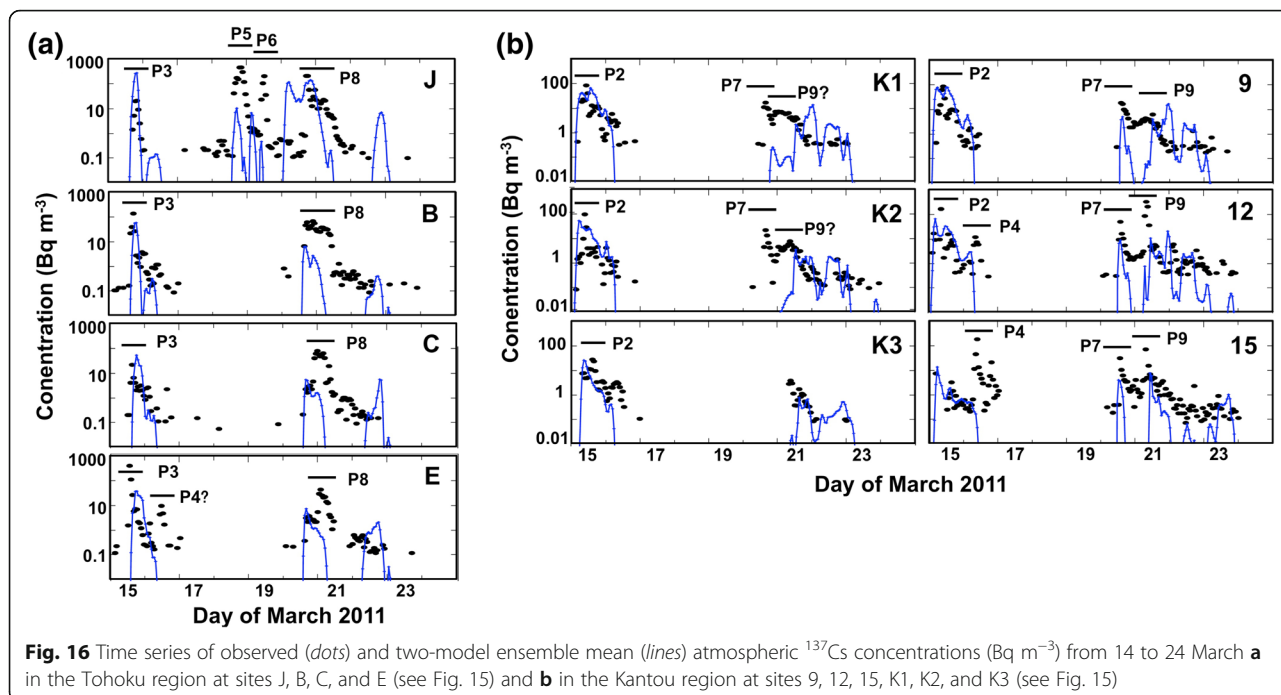 (a)
P5
P6
1000
100
10
0.1
P3
P8
J
1000
10
0.1
P3
P8
B
1000
10
0.1
P3
P8
C
1000
10
0.1
P3
P4?
P8
E
15 17 19 21 23
Conentration (Bq m-3)
Day of March 2011
(b)
100
1
0.01
P2
P7
P9?
K1
P2
P7
P9
9
100
1
0.01
P2
P7
P9?
K2
P2
P4
P7
P9
12
100
1
0.01
P2
K3
P4
P7
P9
15
15 17 19 21 23
15 17 19 21 23
Conentration (Bq m-3)
Day of March 2011
Fig. 16 Time series of observed (dots) and two-model ensemble mean (lines) atmospheric 137Cs concentrations (Bq m−3) from 14 to 24 March a
in the Tohoku region at sites J, B, C, and E (see Fig. 15) and b in the Kantou region at sites 9, 12, 15, K1, K2, and K3 (see Fig. 15)